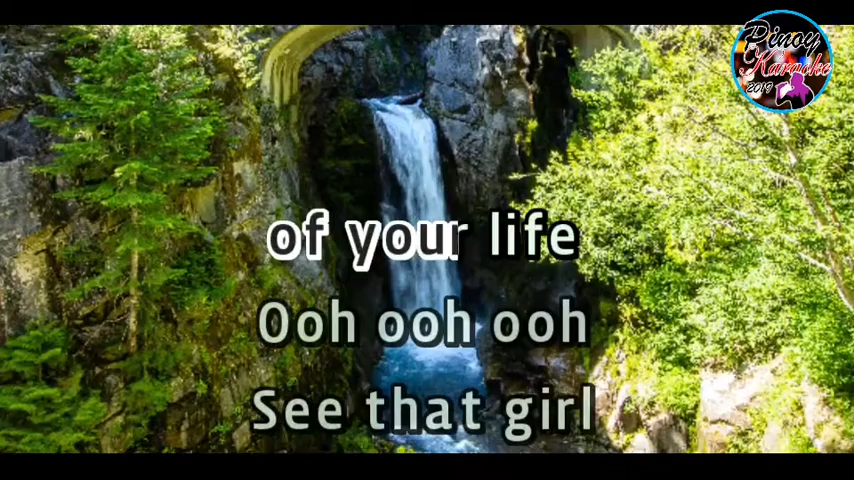 Pinoy
Karaoke
2019
of your life
Ooh ooh ooh
See that girl